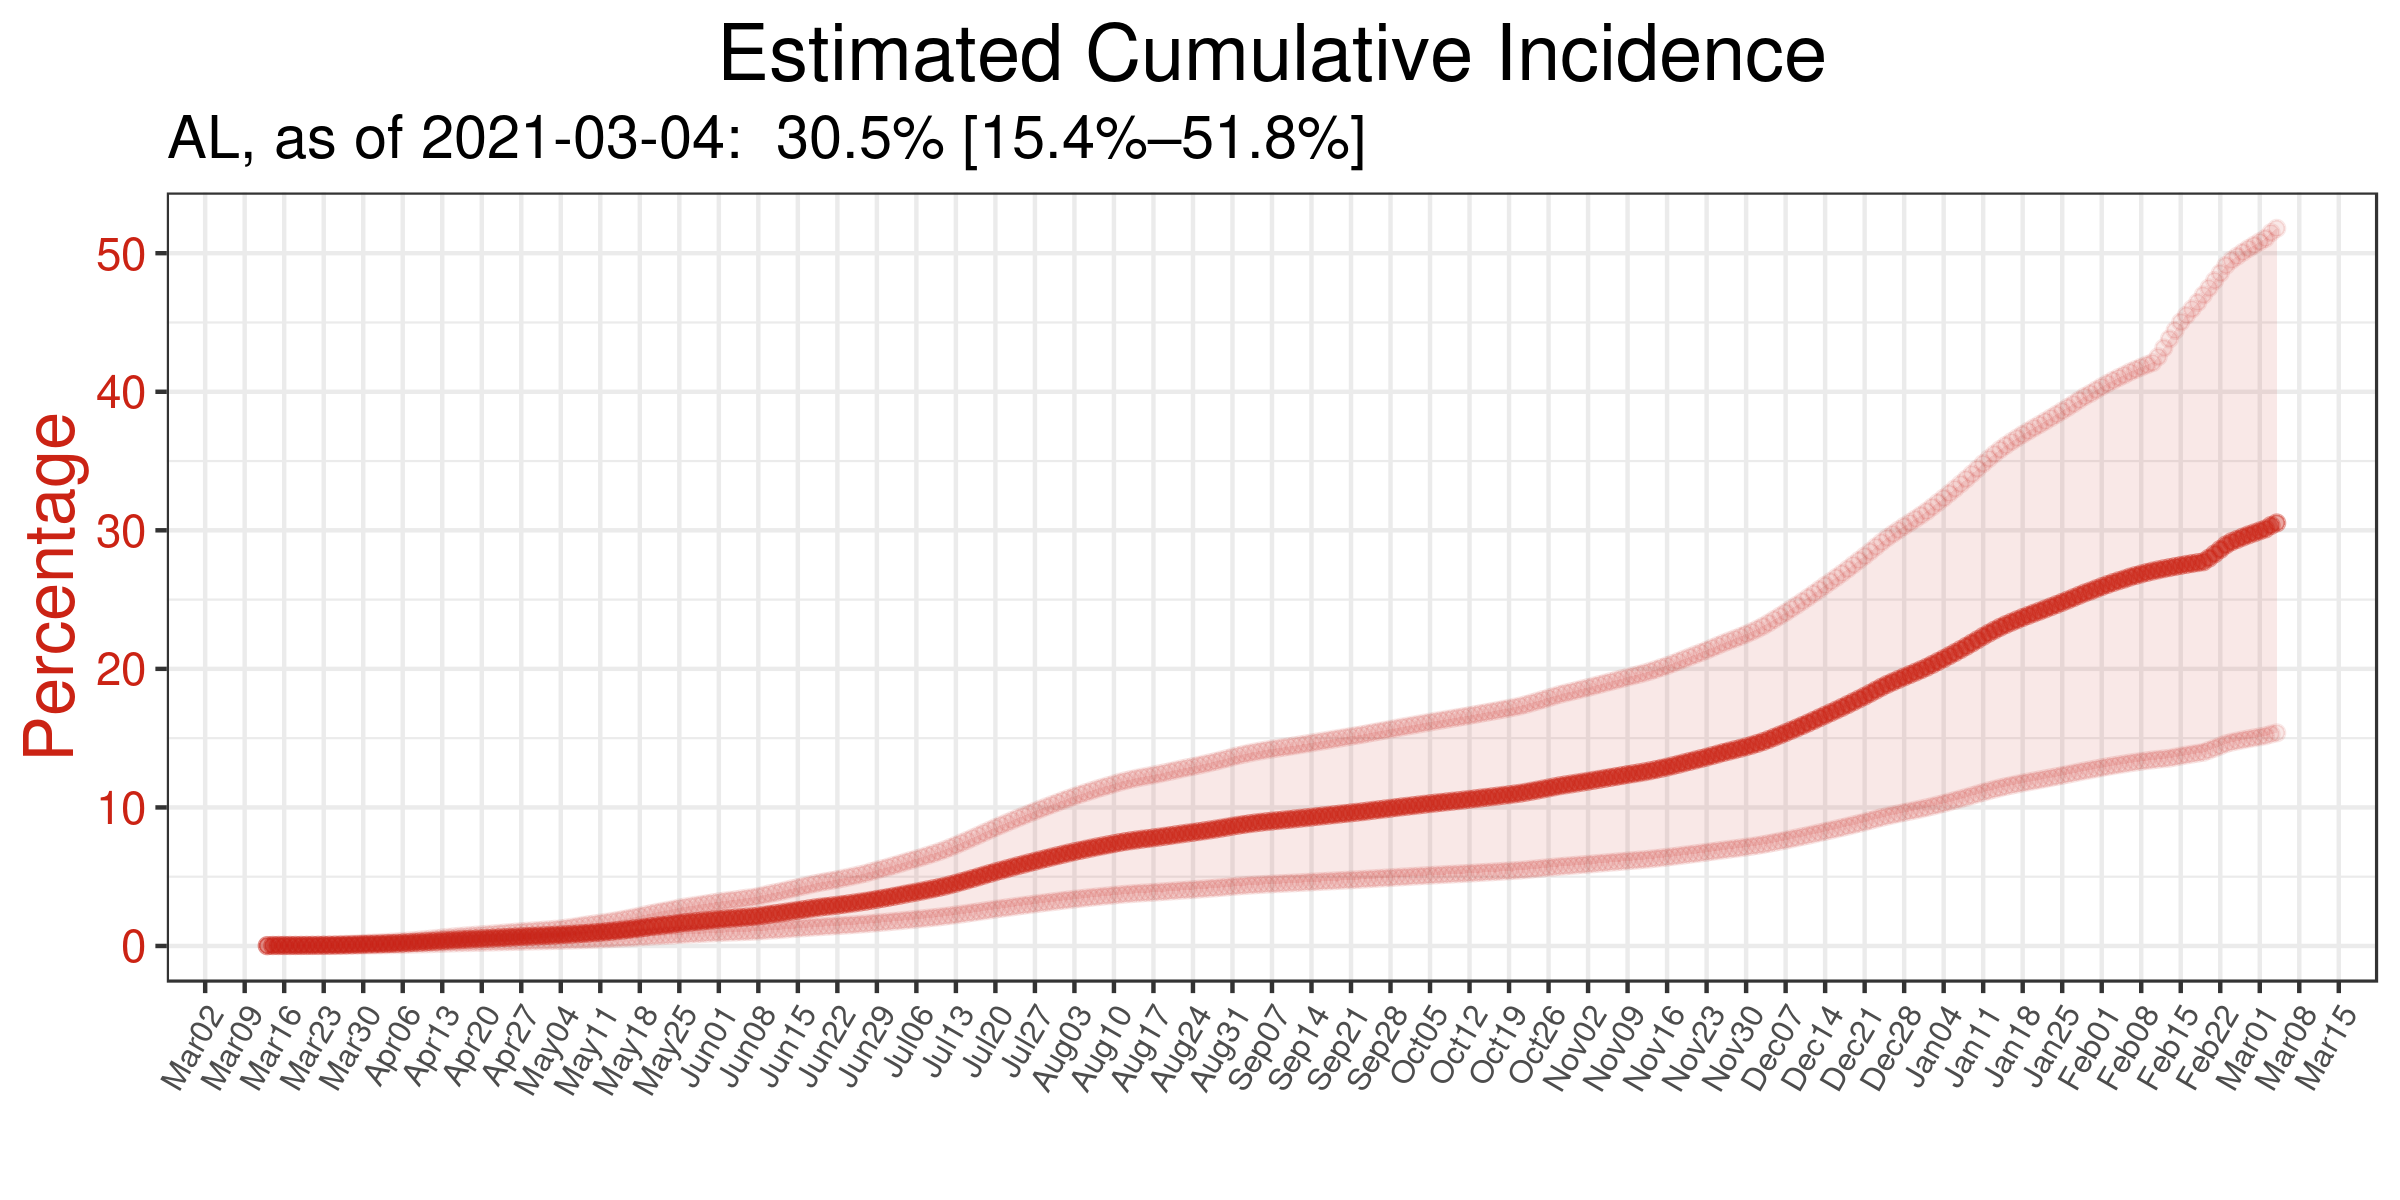 Estimated Cumulative Incidence
AL, as of 2021-03-04:  30.5% [15.4%–51.8%]
Percentage
50
40
30
20
10
0
Mar02
Mar09
Mar16
Mar23
Mar30
Apr06
Apr13
Apr20
Apr27
May04
May11
May18
May25
Jun01
Jun08
Jun15
Jun22
Jun29
Jul06
Jul13
Jul20
Jul27
Aug03
Aug10
Aug17
Aug24
Aug31
Sep07
Sep14
Sep21
Sep28
Oct05
Oct12
Oct19
Oct26
Nov02
Nov09
Nov16
Nov23
Nov30
Dec07
Dec14
Dec21
Dec28
Jan04
Jan11
Jan18
Jan25
Feb01
Feb08
Feb15
Feb22
Mar01
Mar08
Mar15